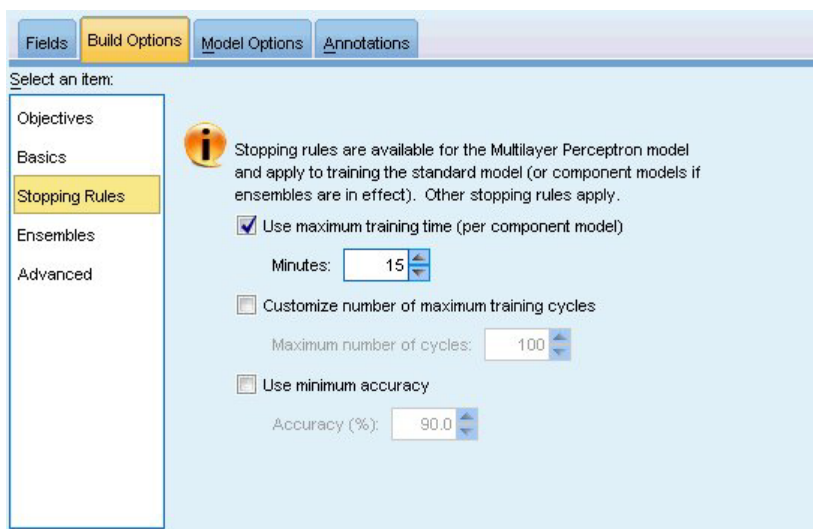 Fields Build Options Model Options Annotations
Select an item:
Objectives
Basics
Stopping Rules
Ensembles
Advanced
Stopping rules are available for the Multilayer Perceptron model
and apply to training the standard model (or component models if
ensembles are in effect). Other stopping rules apply.
Use maximum training time (per component model)
Minutes: 15
Customize number of maximum training cycles
Maximum number of cycles: 100
Use minimum accuracy
Accuracy (%): 90.0